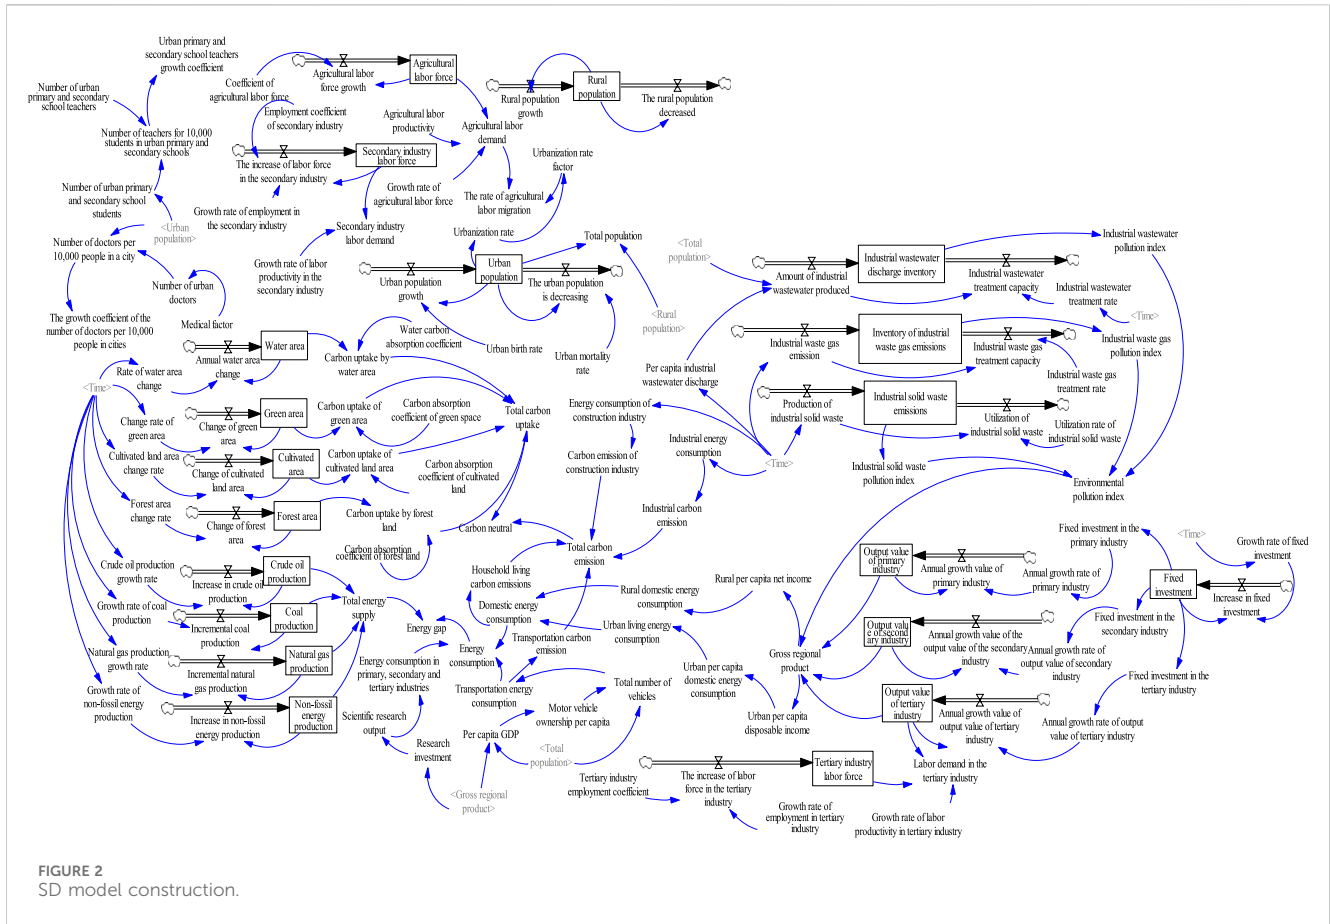 Urban primary and
secondary school teachers
growth coefficient
Number of urban
primary and secondary
school teachers
Number of teachers for 10,000
students in urban primary and
secondary schools
Number of urban primary
and secondary school
students
<Urban
population>
Number of doctors per
10,000 people in a city
Number of urban
doctors
The growth coefficient of the
number of doctors per 10,000
people in cities
Medical factor
Coefficient of
agricultural labor force
Agricultural labor
force growth
Agricultural
labor force
Employment coefficient
of secondary industry
Agricultural labor
productivity
Agricultural labor
demand
The increase of labor force
in the secondary industry
Secondary industry
labor force
Growth rate of
agricultural labor force
Growth rate of employment in
the secondary industry
Secondary industry
labor demand
Growth rate of labor
productivity in the
secondary industry
Rural population
growth
Rural
population
The rural population
decreased
Urbanization rate
factor
The rate of agricultural
labor migration
Urbanization rate
Total population
Urban population
growth
Urban
population
The urban population
is decreasing
<Rural
population>
Urban birth rate
Urban mortality
rate
<Total
population>
Amount of industrial
wastewater produced
Industrial wastewater
discharge inventory
Industrial wastewater
treatment capacity
Industrial wastewater
pollution index
Industrial wastewater
treatment rate
<Time>
Industrial waste gas
emission
Inventory of industrial
waste gas emissions
Industrial waste gas
treatment capacity
Industrial waste gas
pollution index
Industrial waste gas
treatment rate
Per capita industrial
wastewater discharge
Production of
industrial solid waste
Industrial solid waste
emissions
Utilization of
industrial solid waste
Utilization rate of
industrial solid waste
Industrial solid waste
pollution index
Environmental
pollution index
<Time>
Rate of water area
change
Annual water area
change
Water area
Carbon uptake by
water area
Water carbon
absorption coefficient
<Time>
Change rate of
green area
Change of green
area
Green area
Carbon uptake of
green area
Carbon absorption
coefficient of green space
Total carbon
uptake
Cultivated land area
change rate
Change of cultivated
land area
Cultivated
area
Carbon uptake of
cultivated land area
Carbon absorption
coefficient of cultivated
land
Forest area
change rate
Change of forest
area
Forest area
Carbon uptake by forest
land
Carbon absorption
coefficient of forest land
Carbon neutral
Energy consumption of
construction industry
Carbon emission of
construction industry
Industrial energy
consumption
Industrial carbon
emission
Total carbon
emission
Crude oil production
growth rate
Increase in crude oil
production
Crude oil
production
Growth rate of coal
production
Incremental coal
production
Coal
production
Total energy
supply
Natural gas production
growth rate
Incremental natural
gas production
Natural gas
production
Growth rate of
non-fossil energy
production
Increase in non-fossil
energy production
Non-fossil
energy
production
Energy gap
Energy
consumption
Household living
carbon emissions
Domestic energy
consumption
Transportation carbon
emission
Rural domestic energy
consumption
Urban living energy
consumption
Rural per capita net income
Energy consumption in
primary, secondary and
tertiary industries
Transportation energy
consumption
Total number of
vehicles
Motor vehicle
ownership per capita
Urban per capita
domestic energy
consumption
Urban per capita
disposable income
Scientific research
output
Research
investment
Per capita GDP
<Total
population>
<Gross regional
product>
Gross regional
product
Output value
of primary
industry
Annual growth value of
primary industry
Annual growth rate of
primary industry
Fixed investment in the
primary industry
<Time>
Growth rate of fixed
investment
Fixed
investment
Increase in fixed
investment
Output valu
e of second
ary industry
Annual growth value of the
output value of the secondary
industry
Annual growth rate of
output value of secondary
industry
Fixed investment in the
secondary industry
Output value
of tertiary
industry
Annual growth value of
output value of tertiary
industry
Annual growth rate of output
value of tertiary industry
Fixed investment in the
tertiary industry
Labor demand in the
tertiary industry
Tertiary industry
employment coefficient
The increase of labor
force in the tertiary
industry
Tertiary industry
labor force
Growth rate of
employment in tertiary
industry
Growth rate of labor
productivity in tertiary industry
FIGURE 2
SD model construction.